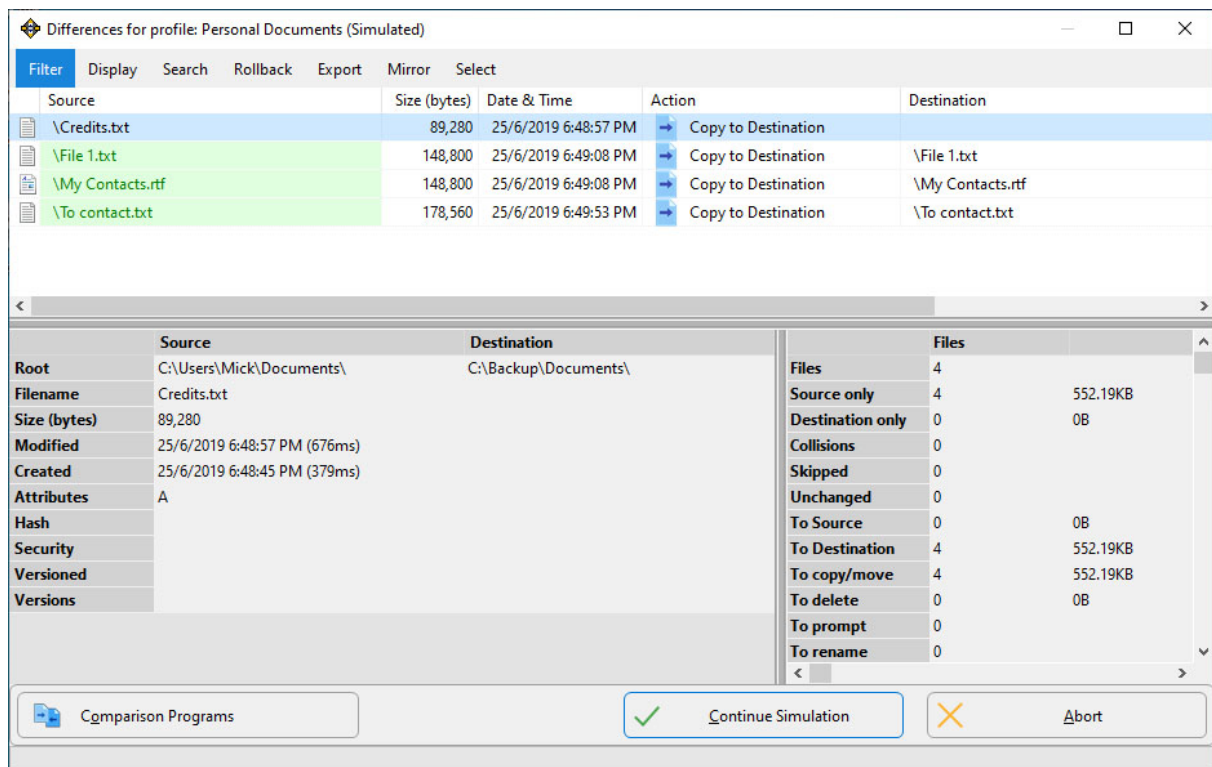 Differences for profile: Personal Documents (Simulated)
Filter Display Search Rollback Export Mirror Select
Source Size (bytes) Date & Time Action Destination
\Credits.txt 89,280 25/6/2019 6:48:57 PM Copy to Destination
\File 1.txt 148,800 25/6/2019 6:49:08 PM Copy to Destination \File 1.txt
\My Contacts.rtf 148,800 25/6/2019 6:49:08 PM Copy to Destination \My Contacts.rtf
\To contact.txt 178,560 25/6/2019 6:49:53 PM Copy to Destination \To contact.txt
Source Destination
Root C:\Users\Mick\Documents\ C:\Backup\Documents\
Filename Credits.txt
Size (bytes) 89,280
Modified 25/6/2019 6:48:57 PM (676ms)
Created 25/6/2019 6:48:45 PM (379ms)
Attributes A
Hash
Security
Versioned
Versions
Files
Files 4
Source only 4 552.19KB
Destination only 0 0B
Collisions 0
Skipped 0
Unchanged 0
To Source 0 0B
To Destination 4 552.19KB
To copy/move 4 552.19KB
To delete 0 0B
To prompt 0
To rename 0
Comparison Programs Continue Simulation Abort